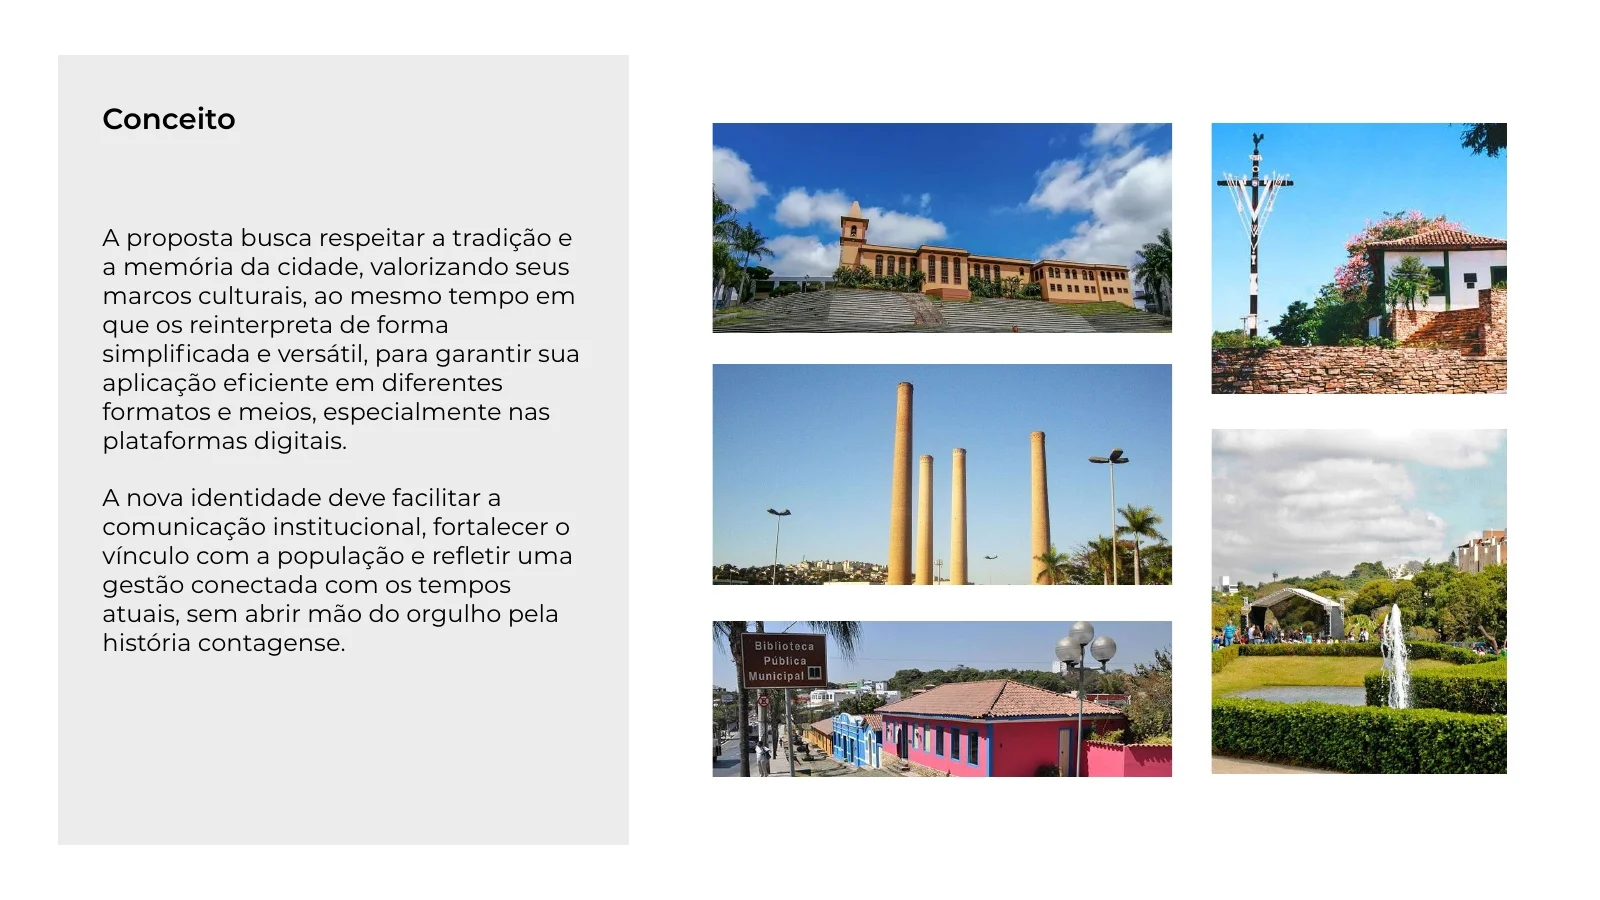 Conceito
A proposta busca respeitar a tradição e
a memória da cidade, valorizando seus
marcos culturais, ao mesmo tempo em
que os reinterpreta de forma
simplificada e versátil, para garantir sua
aplicação eficiente em diferentes
formatos e meios, especialmente nas
plataformas digitais.
A nova identidade deve facilitar a
comunicação institucional, fortalecer o
vínculo com a população e refletir uma
gestão conectada com os tempos
atuais, sem abrir mão do orgulho pela
história contagense.
Biblioteca
Pública
Municipal